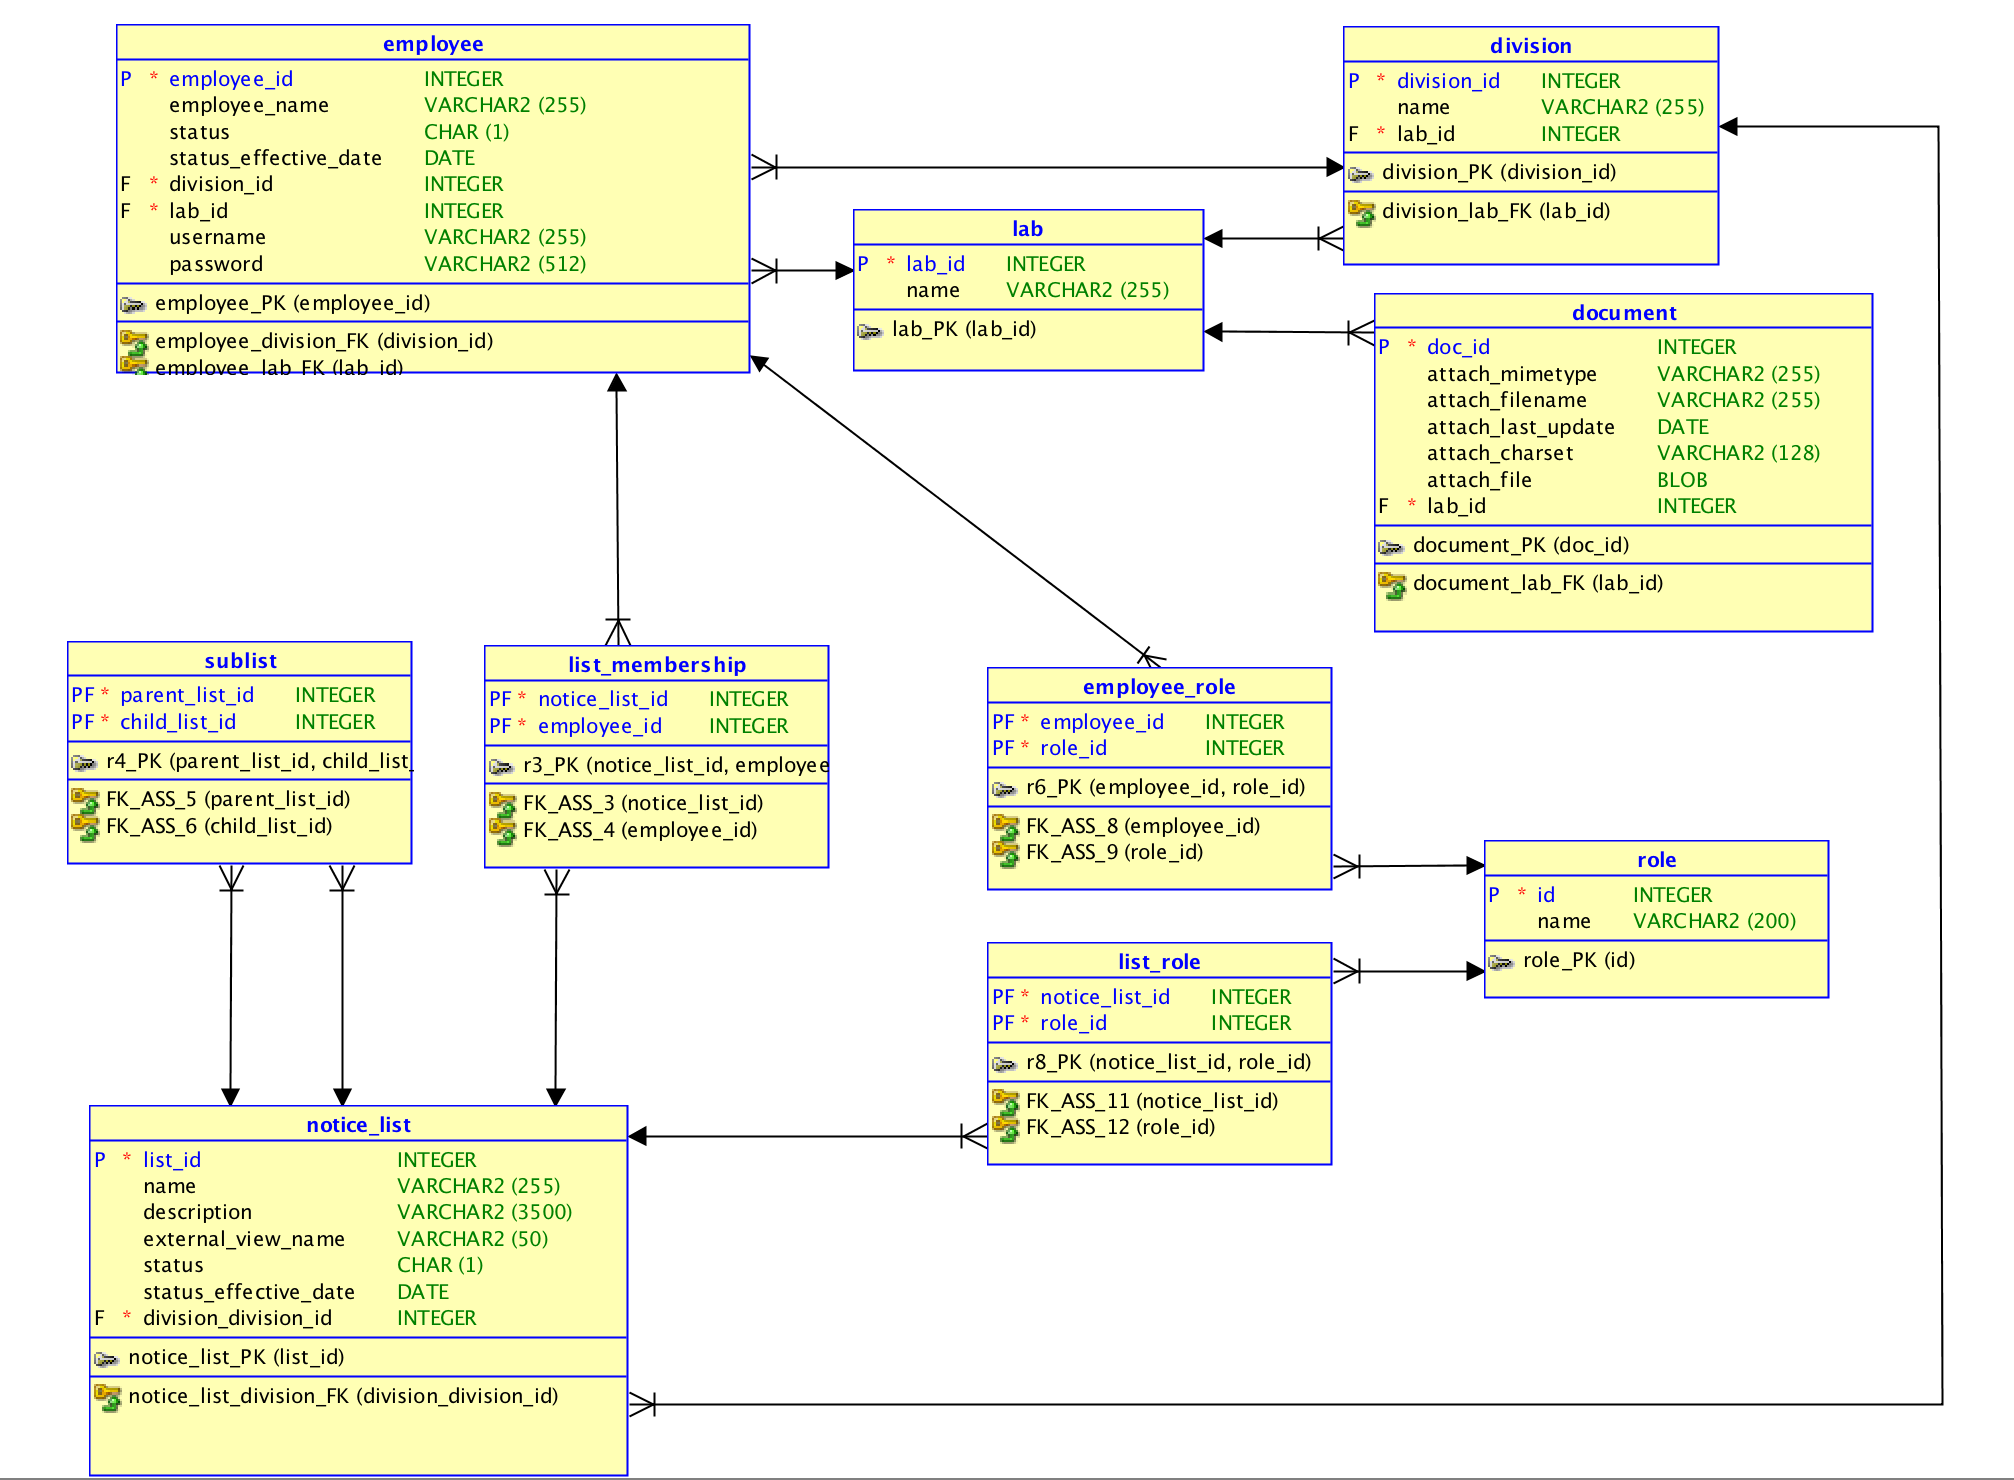 employee
P * employee_id INTEGER
employee_name VARCHAR2 (255)
status CHAR (1)
status_effective_date DATE
F * division_id INTEGER
F * lab_id INTEGER
username VARCHAR2 (255)
password VARCHAR2 (512)
employee_PK (employee_id)
employee_division_FK (division_id)
employee_lab_FK (lab_id)
division
P * division_id INTEGER
name VARCHAR2 (255)
F * lab_id INTEGER
division_PK (division_id)
division_lab_FK (lab_id)
lab
P * lab_id INTEGER
name VARCHAR2 (255)
lab_PK (lab_id)
document
P * doc_id INTEGER
attach_mimetype VARCHAR2 (255)
attach_filename VARCHAR2 (255)
attach_last_update DATE
attach_charset VARCHAR2 (128)
attach_file BLOB
F * lab_id INTEGER
document_PK (doc_id)
document_lab_FK (lab_id)
sublist
PF * parent_list_id INTEGER
PF * child_list_id INTEGER
r4_PK (parent_list_id, child_list_
FK_ASS_5 (parent_list_id)
FK_ASS_6 (child_list_id)
list_membership
PF * notice_list_id INTEGER
PF * employee_id INTEGER
r3_PK (notice_list_id, employee
FK_ASS_3 (notice_list_id)
FK_ASS_4 (employee_id)
employee_role
PF * employee_id INTEGER
PF * role_id INTEGER
r6_PK (employee_id, role_id)
FK_ASS_8 (employee_id)
FK_ASS_9 (role_id)
role
P * id INTEGER
name VARCHAR2 (200)
role_PK (id)
list_role
PF * notice_list_id INTEGER
PF * role_id INTEGER
r8_PK (notice_list_id, role_id)
FK_ASS_11 (notice_list_id)
FK_ASS_12 (role_id)
notice_list
P * list_id INTEGER
name VARCHAR2 (255)
description VARCHAR2 (3500)
external_view_name VARCHAR2 (50)
status CHAR (1)
status_effective_date DATE
F * division_division_id INTEGER
notice_list_PK (list_id)
notice_list_division_FK (division_division_id)